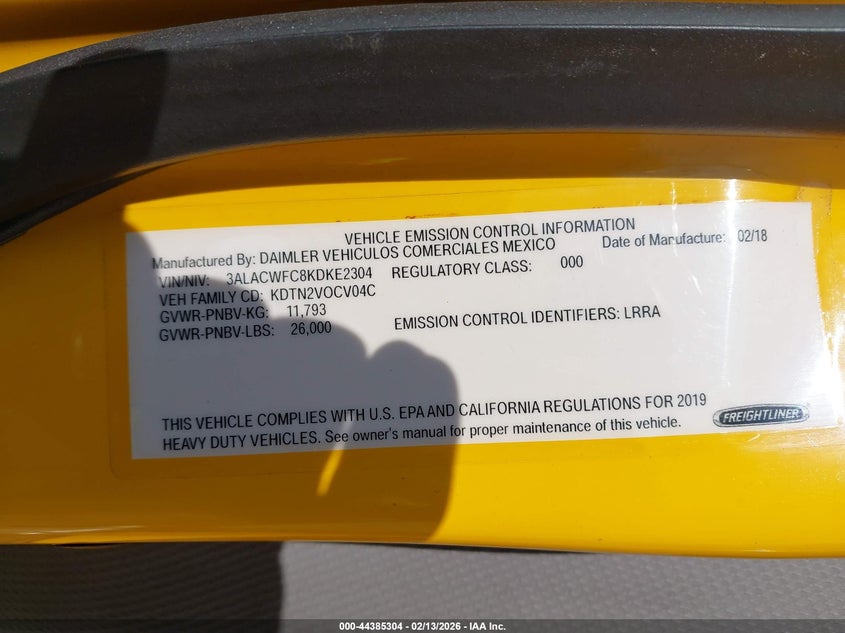 VEHICLE EMISSION CONTROL INFORMATION
Manufactured By: DAIMLER VEHICULOS COMERCIALES MEXICO Date of Manufacture: 02/18
VIN/NIV: 3ALACWFC8KDKE2304 REGULATORY CLASS: 000
VEH FAMILY CD: KDTN2VOCV04C
GVWR-PNBV-KG: 11,793
GVWR-PNBV-LBS: 26,000 EMISSION CONTROL IDENTIFIERS: LRRA
THIS VEHICLE COMPLIES WITH U.S. EPA AND CALIFORNIA REGULATIONS FOR 2019
HEAVY DUTY VEHICLES. See owner's manual for proper maintenance of this vehicle.
FREIGHTLINER
000-44385304 | 02/13/2026 - IAA Inc.